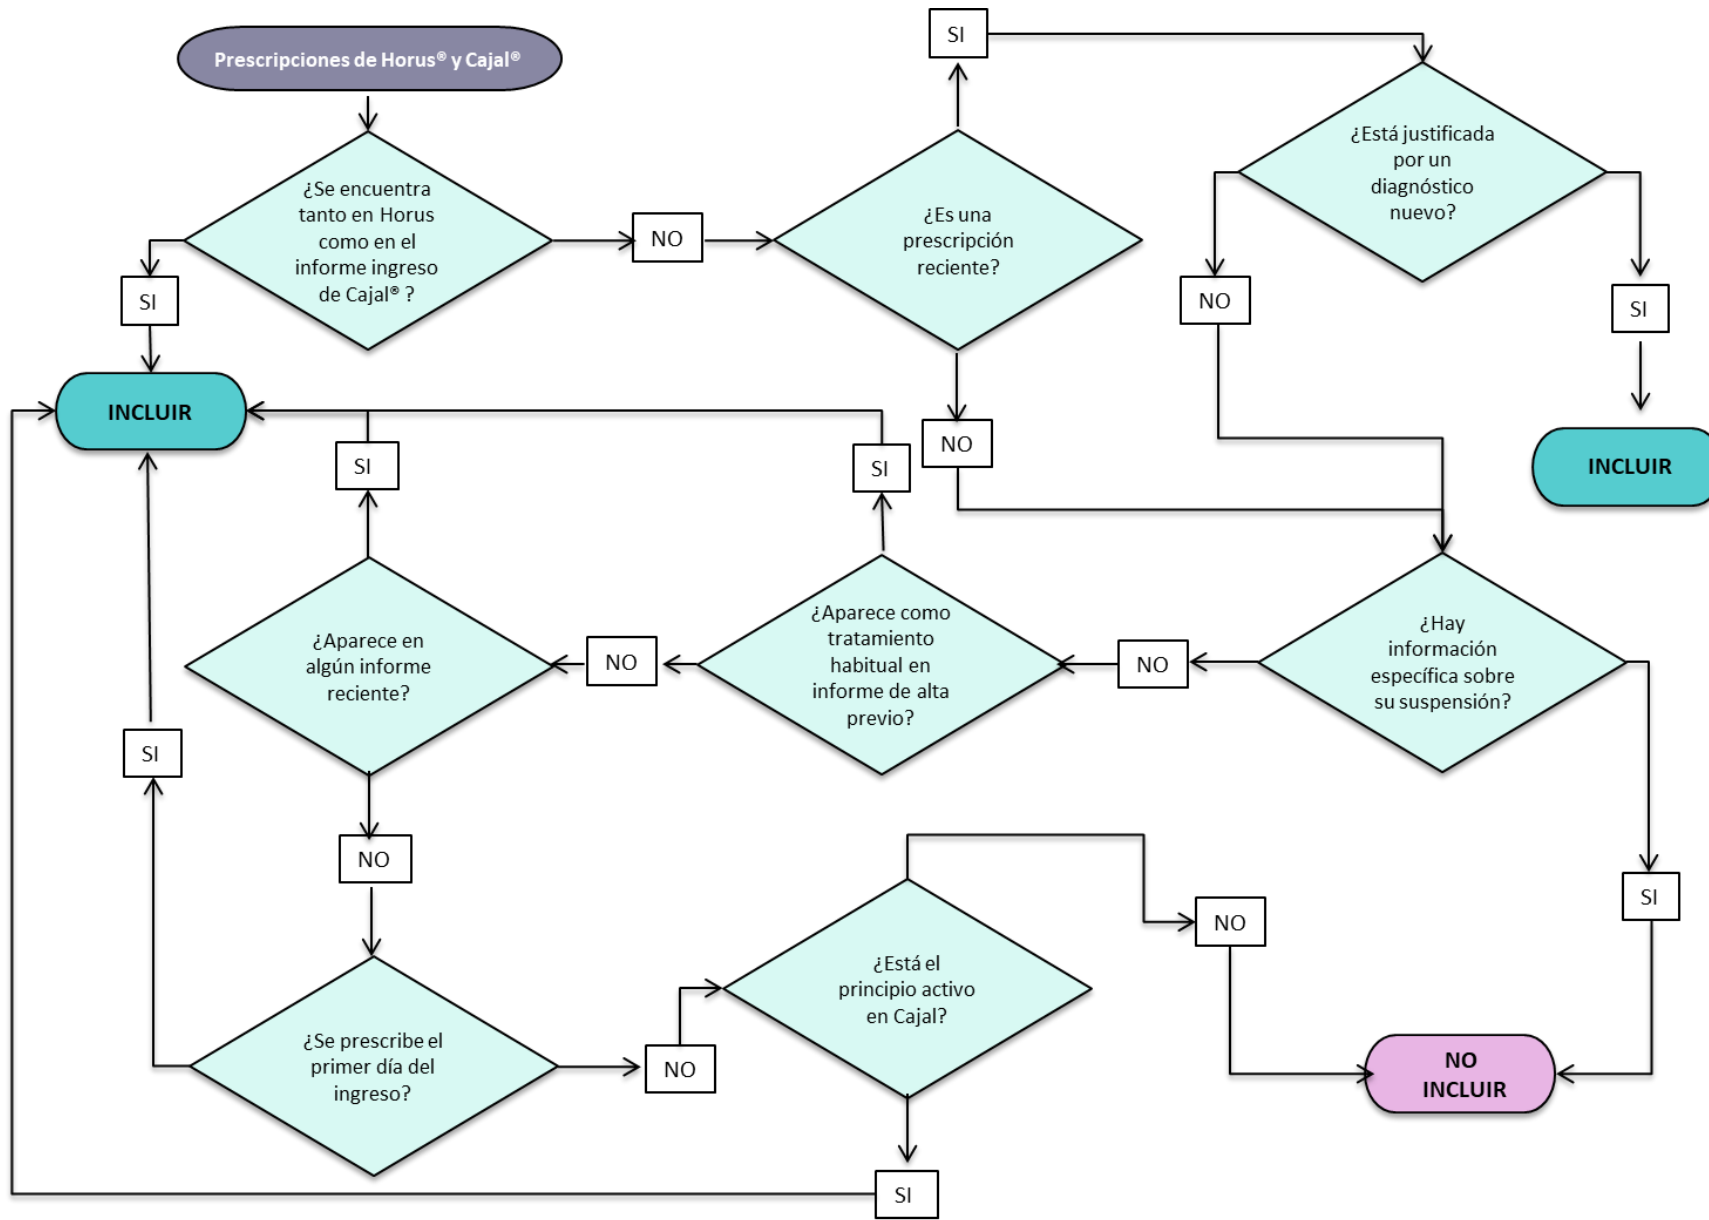 Prescripciones de Horus® y Cajal®
¿Se encuentra
tanto en Horus
como en el
informe ingreso
de Cajal® ?
SI
NO
¿Es una
prescripción
reciente?
SI
¿Está justificada
por un
diagnóstico
nuevo?
NO
SI
INCLUIR
INCLUIR
NO
SI
SI
¿Aparece en
algún informe
reciente?
NO
¿Aparece como
tratamiento
habitual en
informe de alta
previo?
NO
¿Hay
información
específica sobre
su suspensión?
SI
NO
SI
¿Se prescribe el
primer día del
ingreso?
NO
¿Está el
principio activo
en Cajal?
NO
NO
INCLUIR
SI